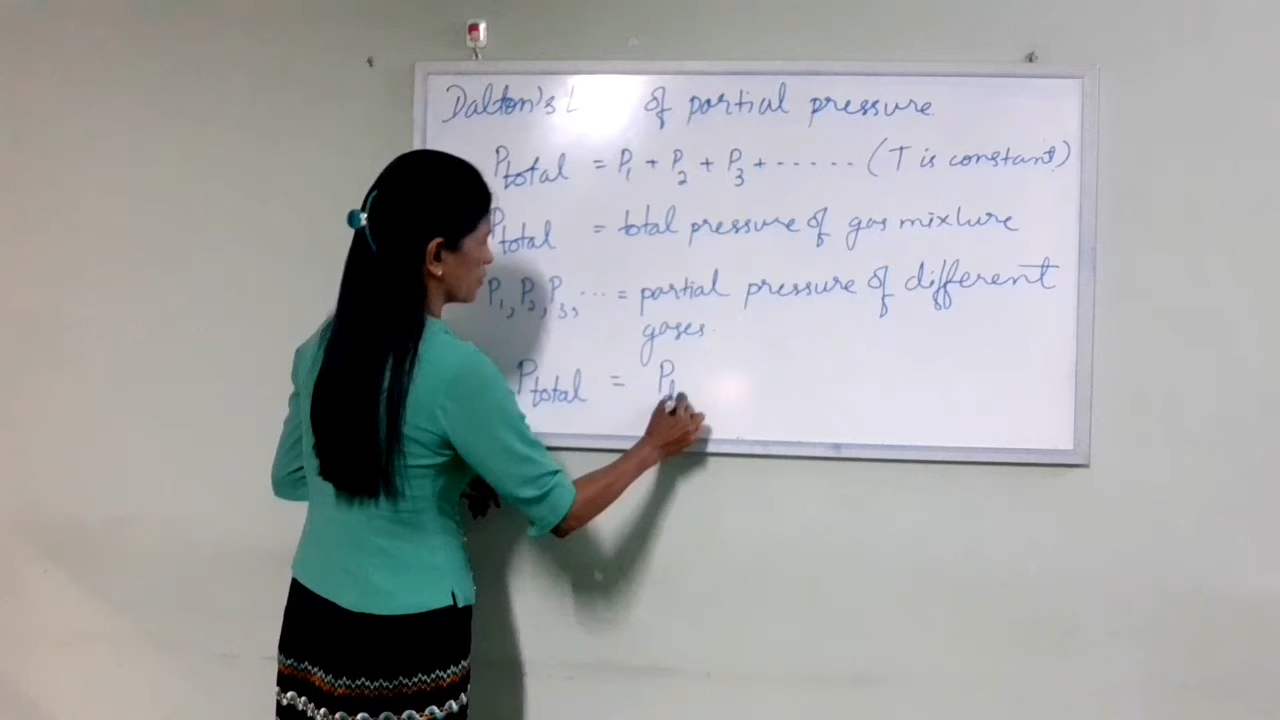 Dalton's L of partial pressure.
Ptotal = P1 + P2 + P3 + ...... (T is constant)
Ptotal = total pressure of gas mixture
P1, P2, P3, ... = partial pressure of different
gases.
Ptotal = P